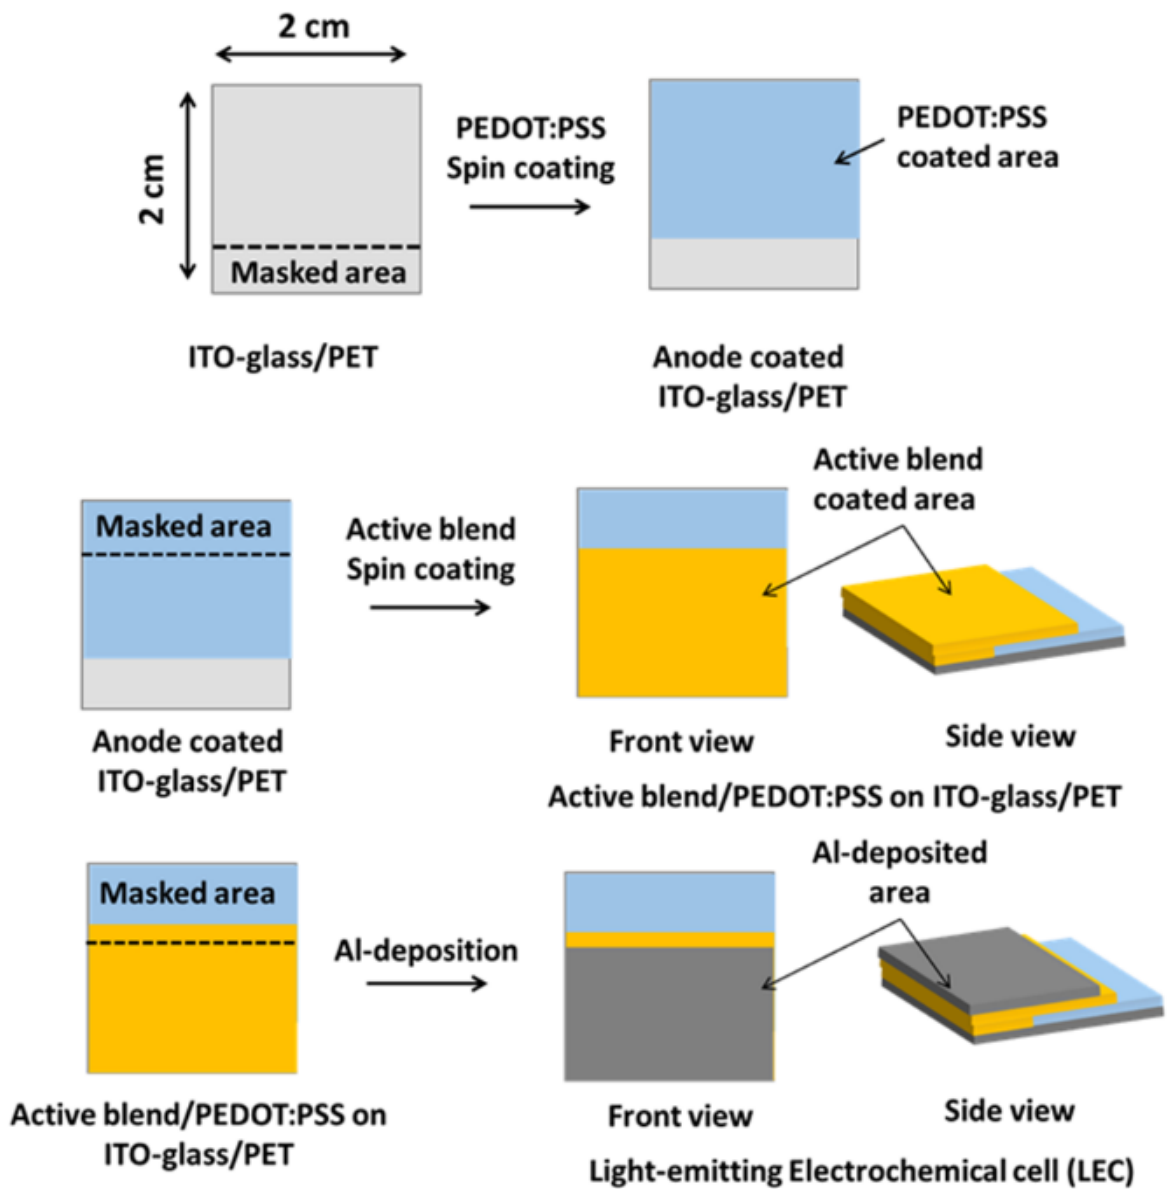 2 cm
2 cm
Masked area
ITO-glass/PET
PEDOT:PSS
Spin coating
PEDOT:PSS
coated area
Anode coated
ITO-glass/PET
Masked area
Anode coated
ITO-glass/PET
Active blend
Spin coating
Active blend
coated area
Front view
Side view
Active blend/PEDOT:PSS on ITO-glass/PET
Masked area
Active blend/PEDOT:PSS on
ITO-glass/PET
Al-deposition
Al-deposited
area
Front view
Side view
Light-emitting Electrochemical cell (LEC)